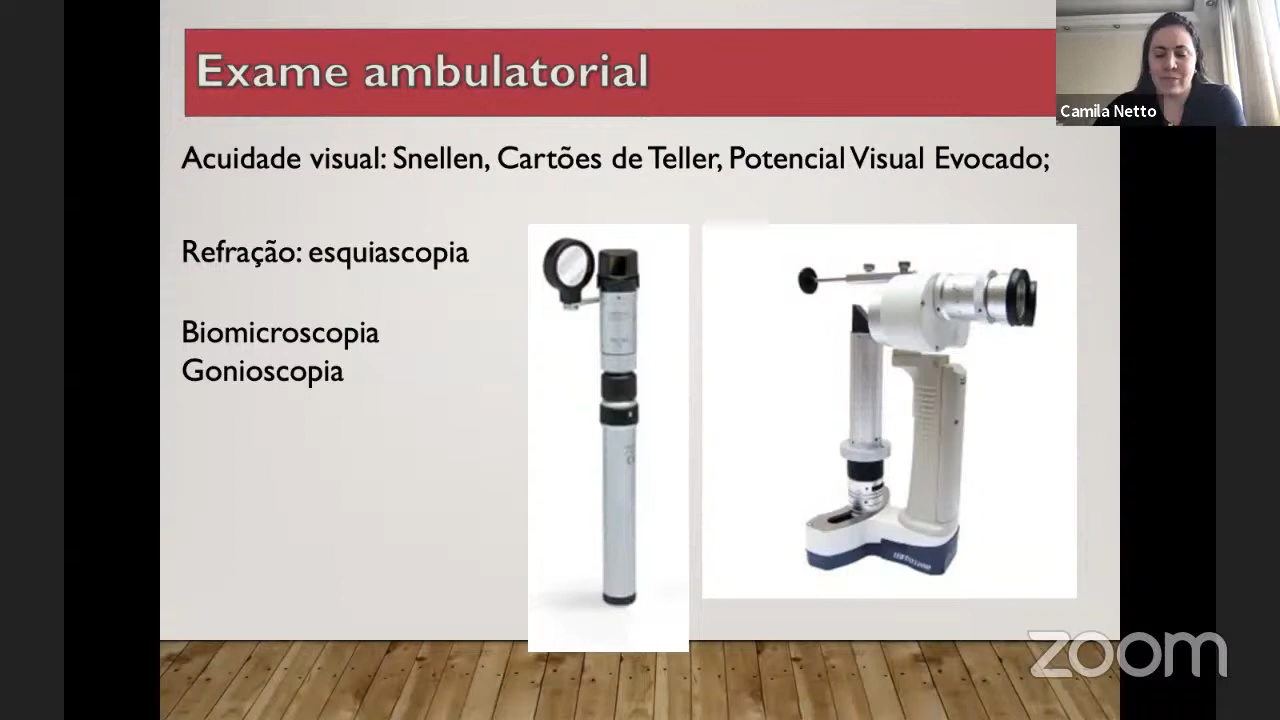 Exame ambulatorial
Camila Netto
Acuidade visual: Snellen, Cartões de Teller, Potencial Visual Evocado;
Refração: esquiascopia
Biomicroscopia
Gonioscopia
zoom